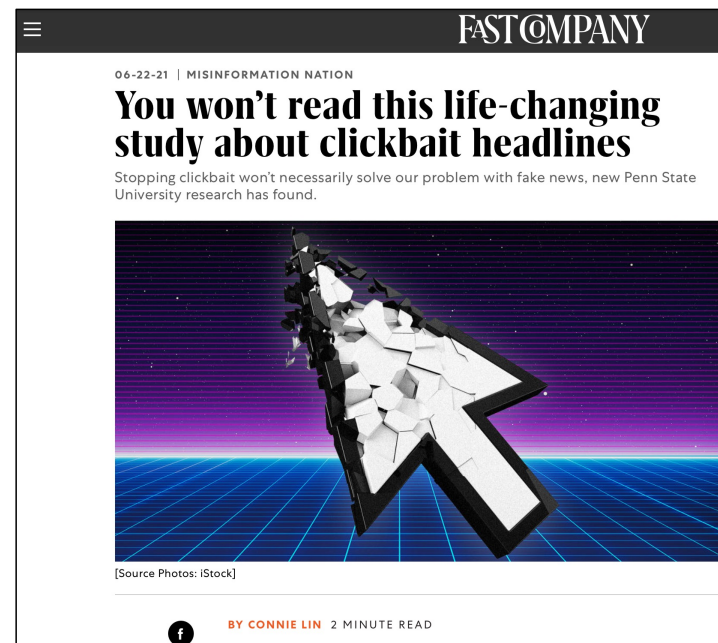 FAST COMPANY
06-22-21 | MISINFORMATION NATION
You won’t read this life-changing
study about clickbait headlines
Stopping clickbait won’t necessarily solve our problem with fake news, new Penn State
University research has found.
[Source Photos: iStock]
f
BY CONNIE LIN 2 MINUTE READ